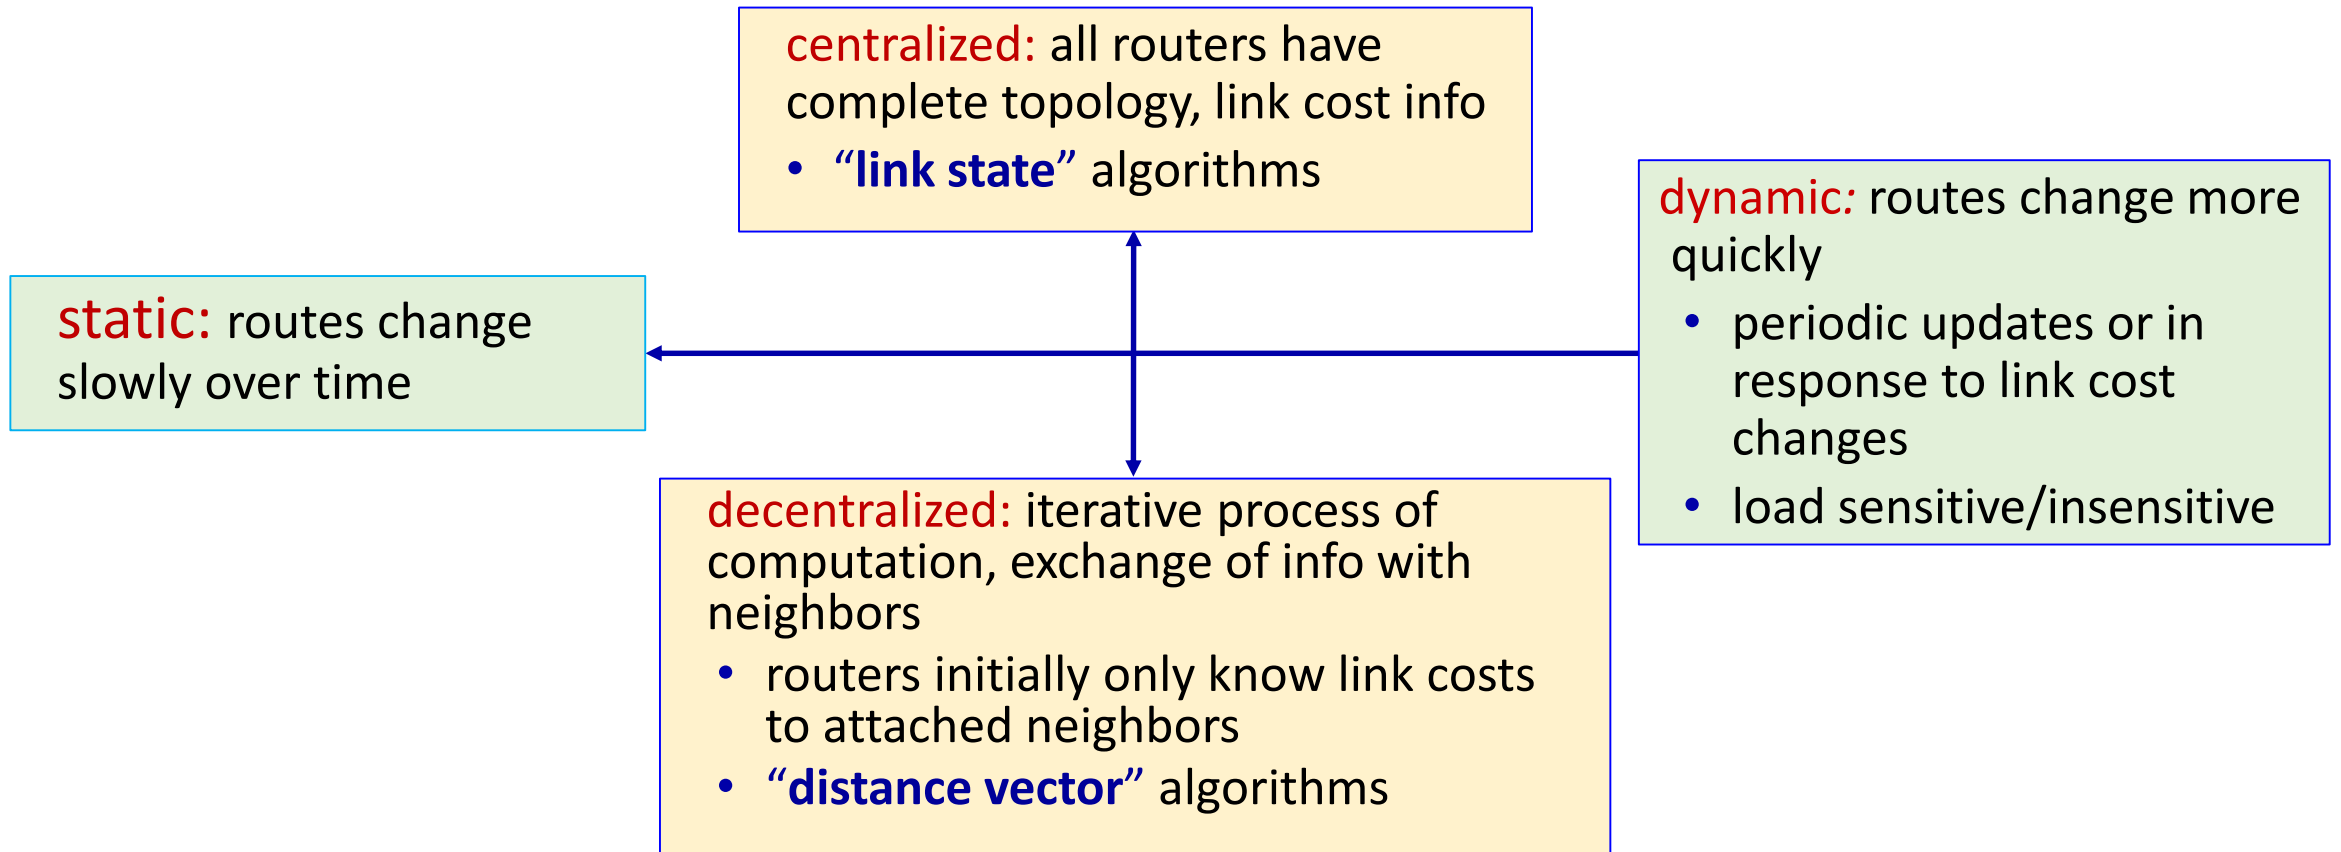 centralized: all routers have
complete topology, link cost info
• “link state” algorithms
static: routes change
slowly over time
dynamic: routes change more
quickly
• periodic updates or in
response to link cost
changes
• load sensitive/insensitive
decentralized: iterative process of
computation, exchange of info with
neighbors
• routers initially only know link costs
to attached neighbors
• “distance vector” algorithms